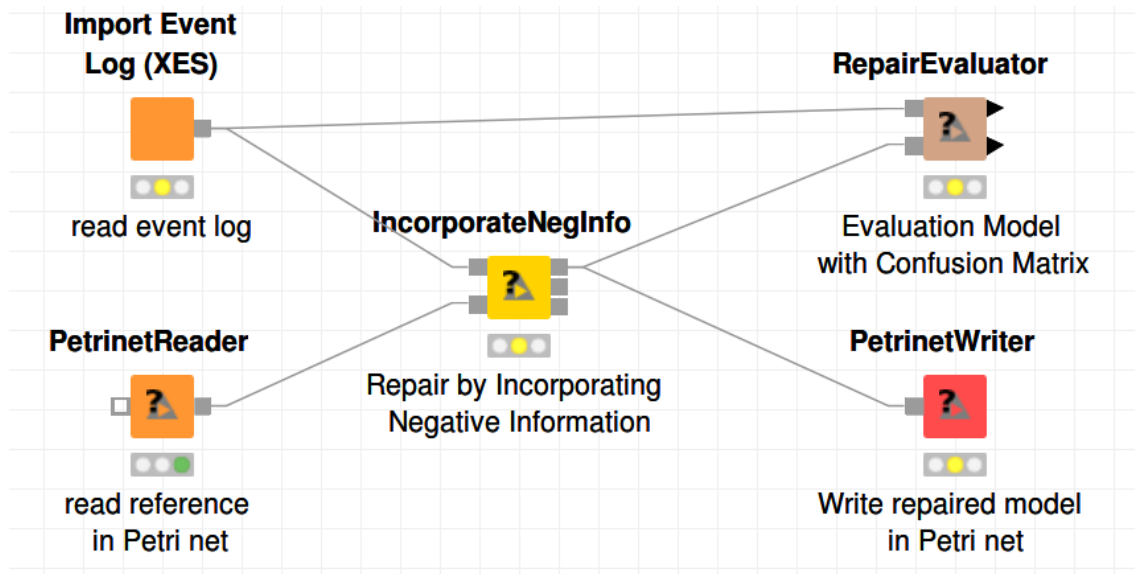 Import Event
Log (XES)
read event log
RepairEvaluator
Evaluation Model
with Confusion Matrix
IncorporateNegInfo
Repair by Incorporating
Negative Information
PetrinetReader
read reference
in Petri net
PetrinetWriter
Write repaired model
in Petri net
?
?
?
?